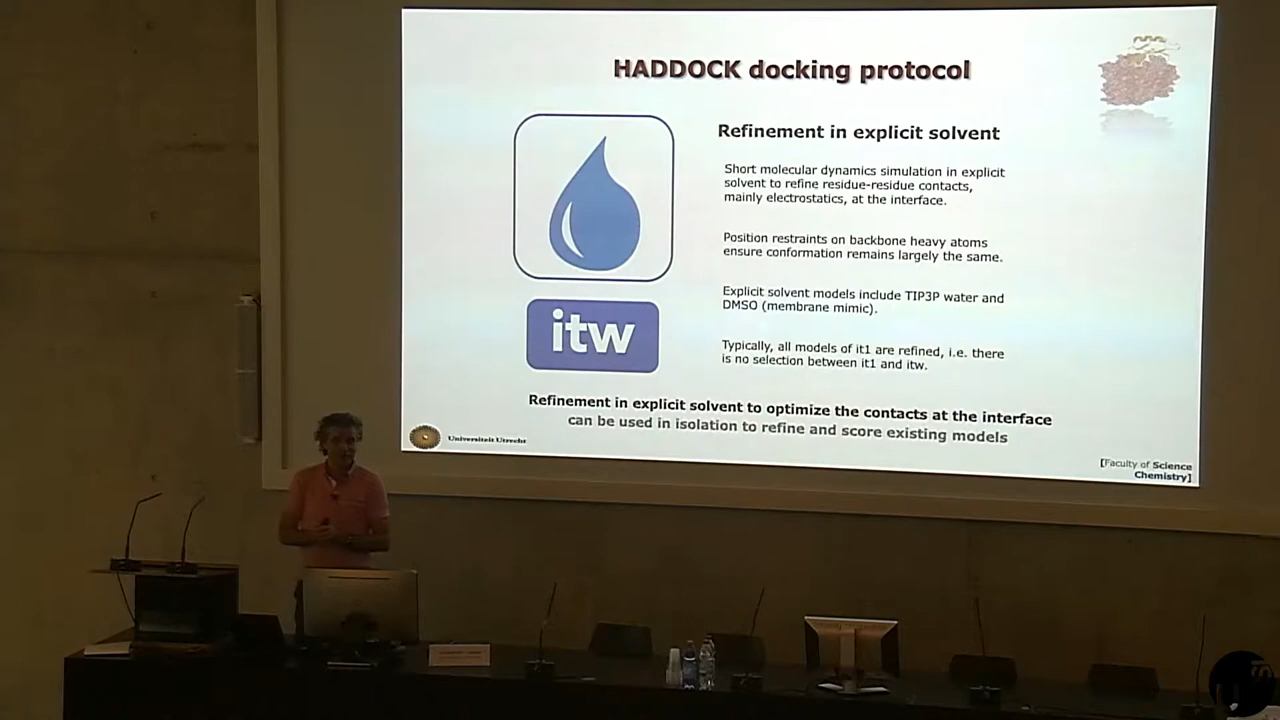 HADDOCK docking protocol
Refinement in explicit solvent
Short molecular dynamics simulation in explicit
solvent to refine residue-residue contacts,
mainly electrostatics, at the interface.
Position restraints on backbone heavy atoms
ensure conformation remains largely the same.
Explicit solvent models include TIP3P water and
DMSO (membrane mimic).
itw
Typically, all models of it1 are refined, i.e. there
is no selection between it1 and itw.
Refinement in explicit solvent to optimize the contacts at the interface
can be used in isolation to refine and score existing models
Universiteit Utrecht
[Faculty of Science
Chemistry]